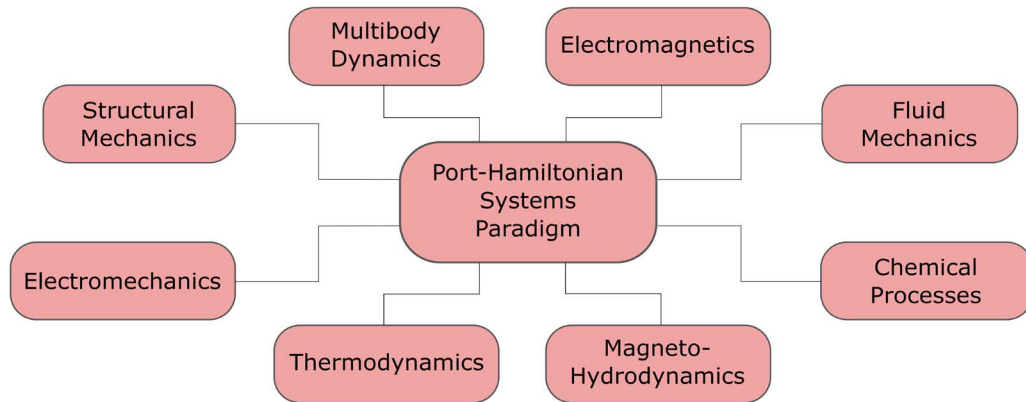 Multibody
Dynamics
Electromagnetics
Structural
Mechanics
Fluid
Mechanics
Port-Hamiltonian
Systems
Paradigm
Electromechanics
Chemical
Processes
Thermodynamics
Magneto-
Hydrodynamics